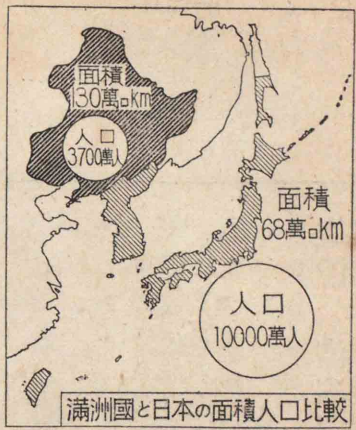 面積
130萬□km
人口
3700萬人
面積
68萬□km
人口
10000萬人
滿洲國と日本の面積人口比較